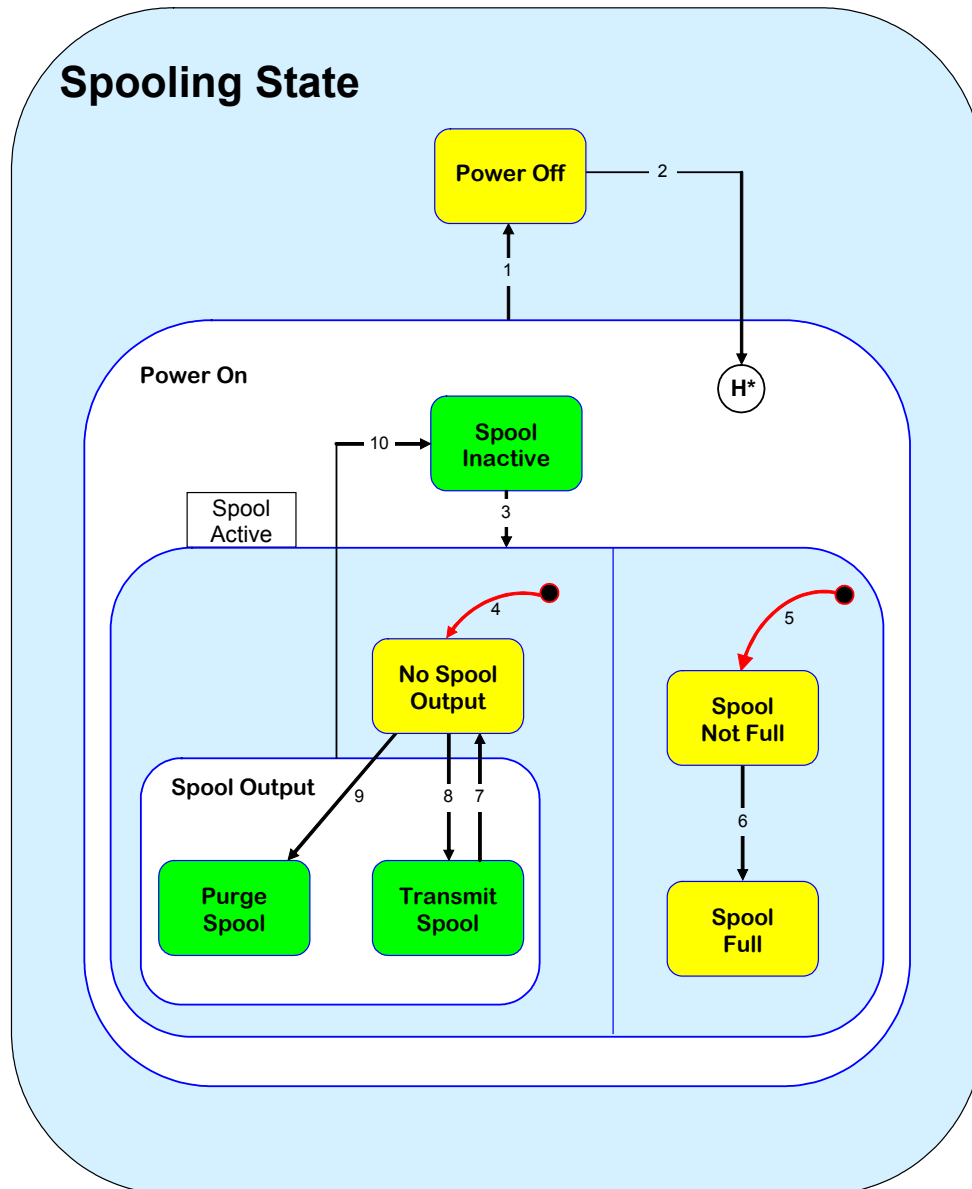 Spooling State
Power Off
2
1
Power On
H*
Spool
Inactive
10
3
Spool
Active
4
5
No Spool
Output
Spool
Not Full
Spool Output
9
8
7
6
Purge
Spool
Transmit
Spool
Spool
Full